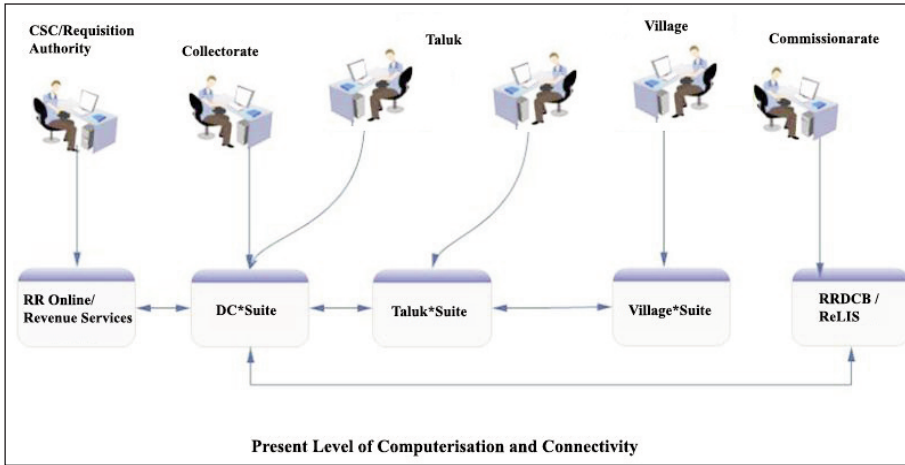 CSC/Requisition
Authority
Collectorate
Taluk
Village
Commissionarate
RR Online/
Revenue Services
DC*Suite
Taluk*Suite
Village*Suite
RRDCB /
ReLIS
Present Level of Computerisation and Connectivity